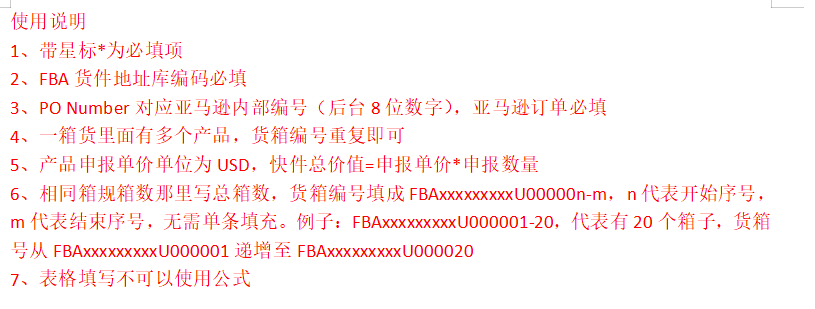 使用说明
1、带星标*为必填项
2、FBA 货件地址库编码必填
3、PO Number 对应亚马逊内部编号（后台 8 位数字），亚马逊订单必填
4、一箱货里面有多个产品，货箱编号重复即可
5、产品申报单价单位为 USD，快件总价值=申报单价*申报数量
6、相同箱规箱数那里写总箱数，货箱编号填成 FBAxxxxxxxxxU00000n-m，n 代表开始序号，
m 代表结束序号，无需单条填充。例子：FBAxxxxxxxxxU000001-20，代表有 20 个箱子，货箱
号从 FBAxxxxxxxxxU000001 递增至 FBAxxxxxxxxxU000020
7、表格填写不可以使用公式